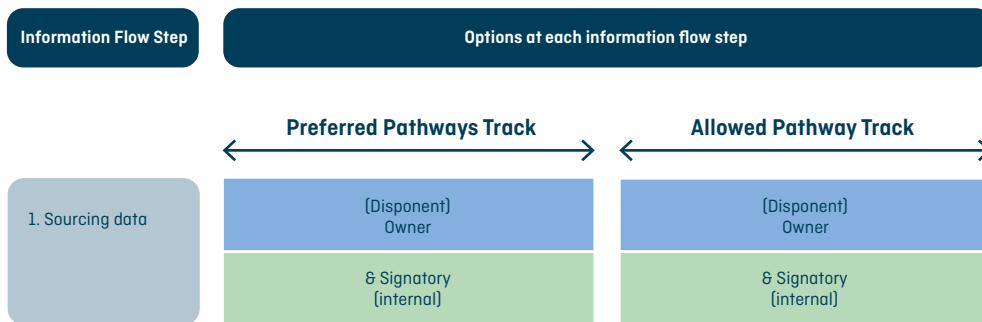 Information Flow Step
Options at each information flow step
Preferred Pathways Track
Allowed Pathway Track
1. Sourcing data
(Disponent)
Owner
(Disponent)
Owner
& Signatory
(internal)
& Signatory
(internal)